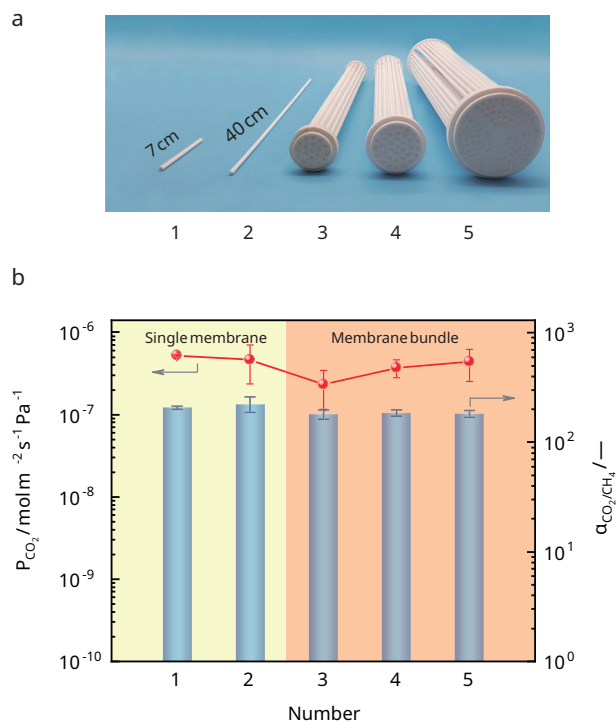 a
7 cm
40 cm
1 2 3 4 5
b
Single membrane
Membrane bundle
10⁻⁶
10⁻⁷
10⁻⁸
10⁻⁹
10⁻¹⁰
P_CO₂ / mol m⁻² s⁻¹ Pa⁻¹
10³
10²
10¹
10⁰
α_CO₂/CH₄ / —
1 2 3 4 5
Number